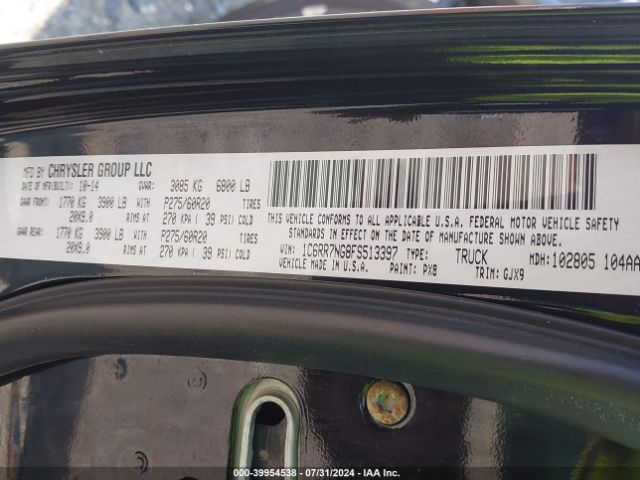 MFD BY CHRYSLER GROUP LLC
DATE OF MFR(BUILT): 10-14 GVWR: 3085 KG 6800 LB
GAWR FRONT: 1770 KG 3900 LB WITH P275/60R20 TIRES
20X9.0 RIMS AT 270 KPA ( 39 PSI) COLD
GAWR REAR: 1770 KG 3900 LB WITH P275/60R20 TIRES
20X9.0 RIMS AT 270 KPA ( 39 PSI) COLD
THIS VEHICLE CONFORMS TO ALL APPLICABLE U.S.A. FEDERAL MOTOR VEHICLE SAFETY
STANDARDS IN EFFECT ON THE DATE OF MANUFACTURE SHOWN ABOVE.
VIN: 1C6RR7NG8FS513397 TYPE: TRUCK MDH:102805 104AA
MADE IN U.S.A. PAINT: PX8 TRIM: GJX9
000-39954538 - 07/31/2024 - IAA Inc.